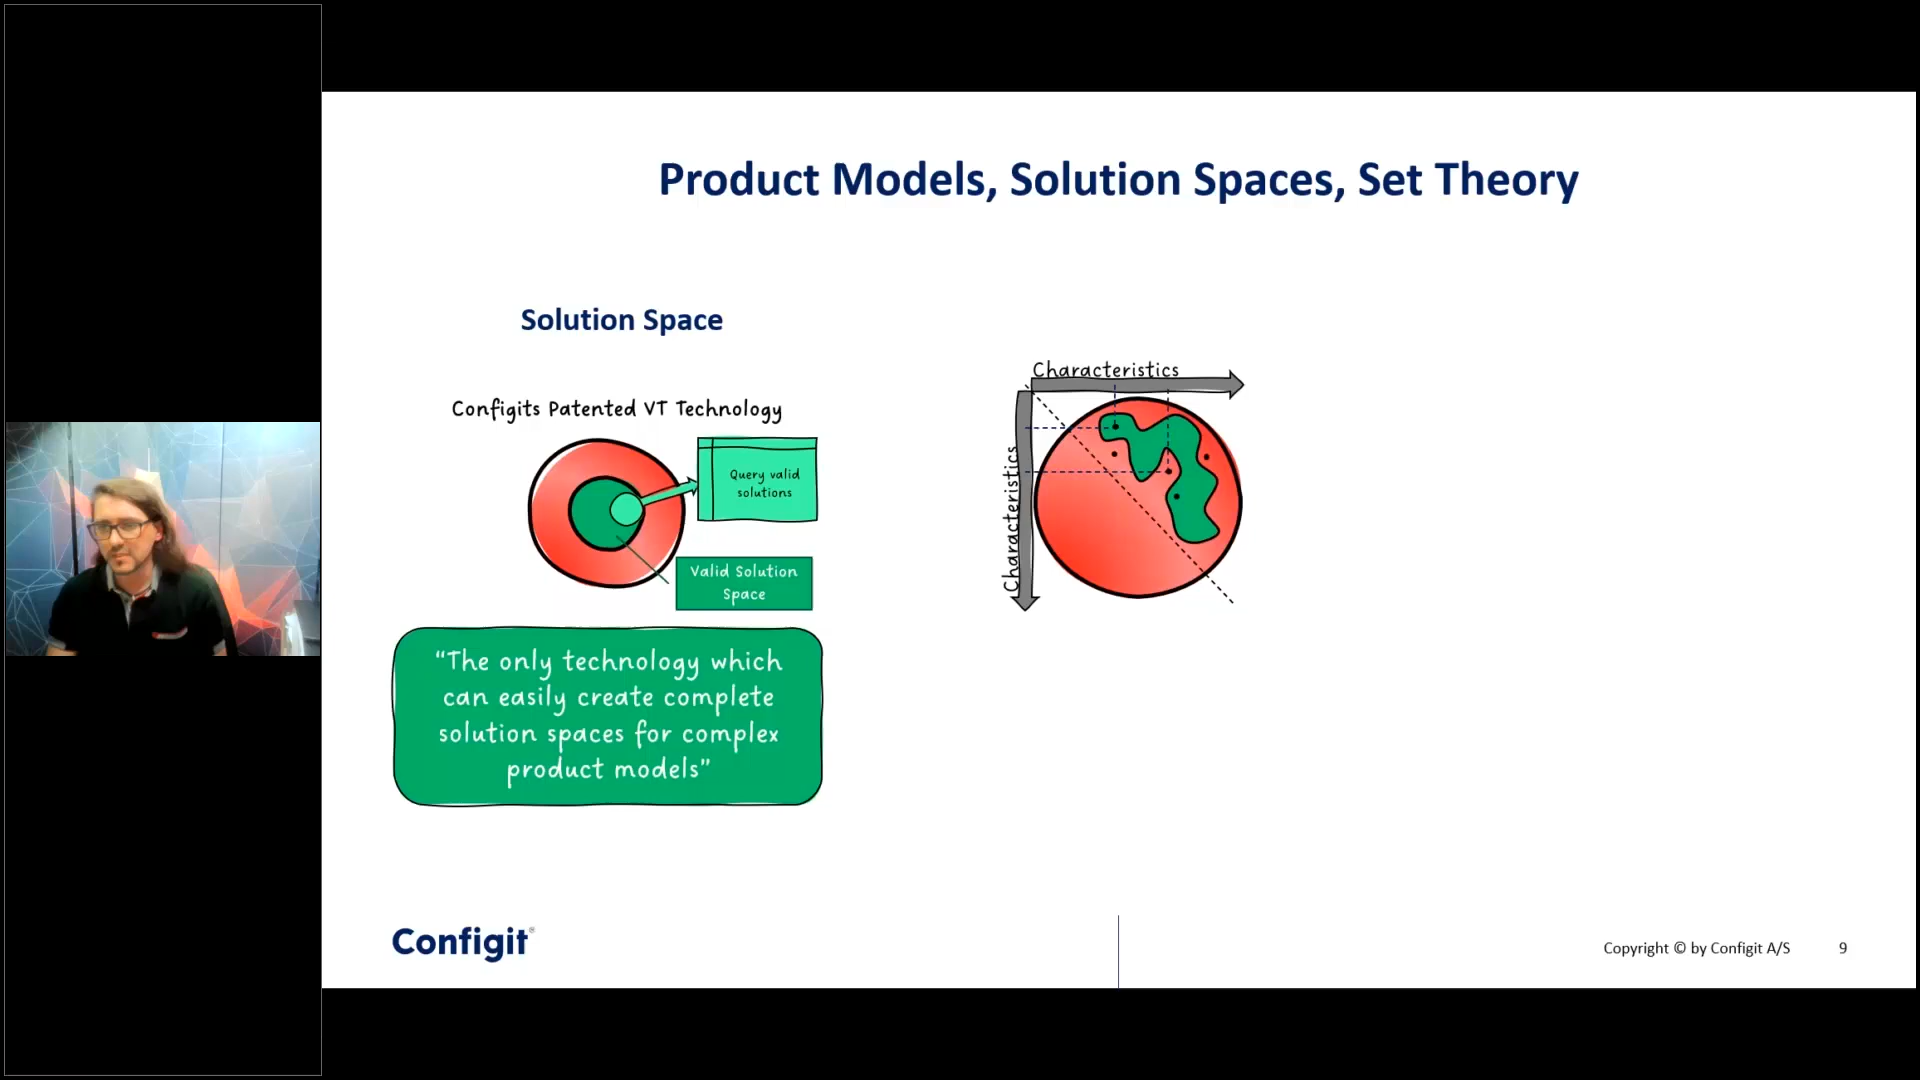 Product Models, Solution Spaces, Set Theory
Solution Space
Configits Patented VT Technology
Query valid
solutions
Valid Solution
Space
“The only technology which
can easily create complete
solution spaces for complex
product models”
Characteristics
Characteristics
Configit®
Copyright © by Configit A/S
9